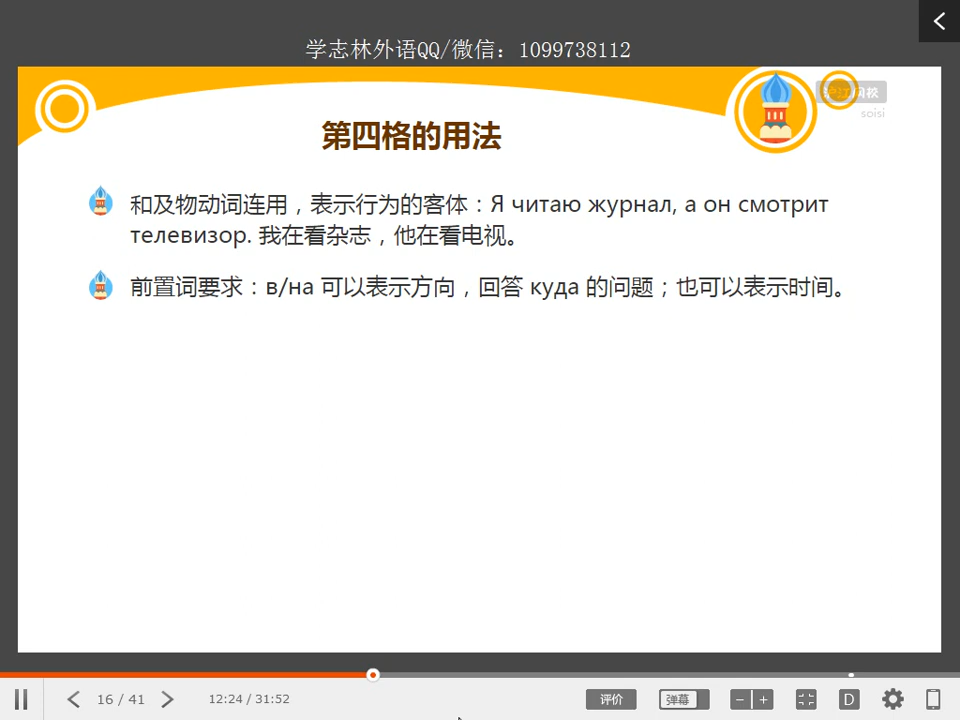 学志林外语QQ/微信：1099738112
沪江网校
soisi
第四格的用法
和及物动词连用，表示行为的客体：Я читаю журнал, а он смотрит
телевизор. 我在看杂志，他在看电视。
前置词要求：в/на 可以表示方向，回答 куда 的问题；也可以表示时间。
16 / 41
12:24 / 31:52
评价
弹幕
D